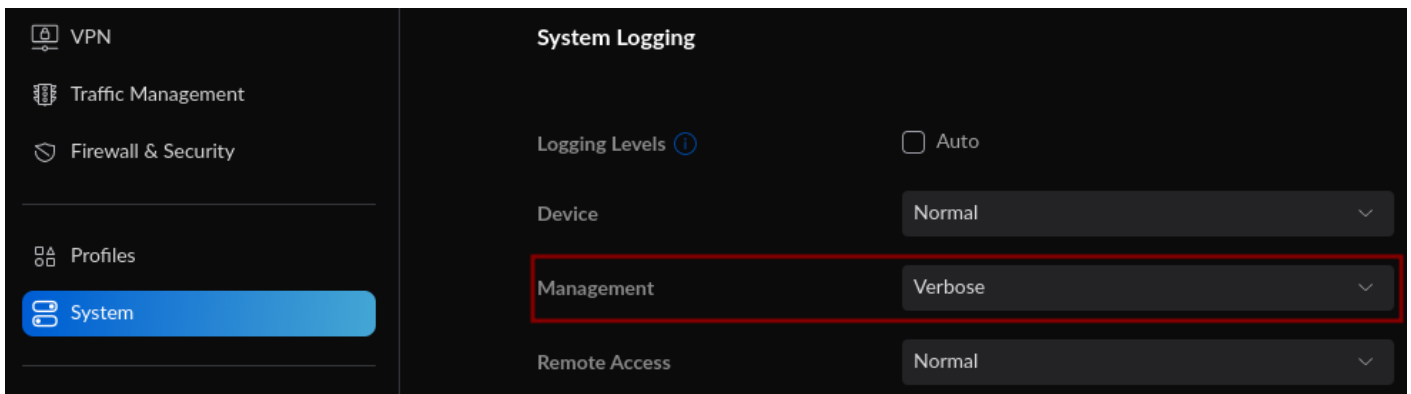 VPN
Traffic Management
Firewall & Security
Profiles
System
System Logging
Logging Levels
Auto
Device
Normal
Management
Verbose
Remote Access
Normal